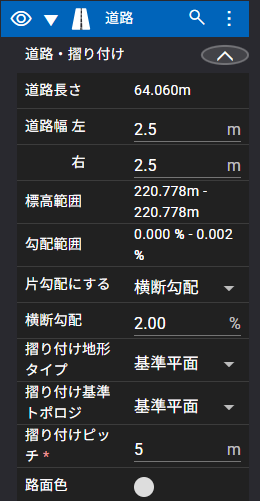 道路
道路・摺り付け
道路長さ 64.060m
道路幅 左 2.5 m
右 2.5 m
標高範囲 220.778m -
220.778m
勾配範囲 0.000 % - 0.002
%
片勾配にする 横断勾配
横断勾配 2.00 %
摺り付け地形
タイプ 基準平面
摺り付け基準
トポロジ 基準平面
摺り付けピッ
チ * 5 m
路面色